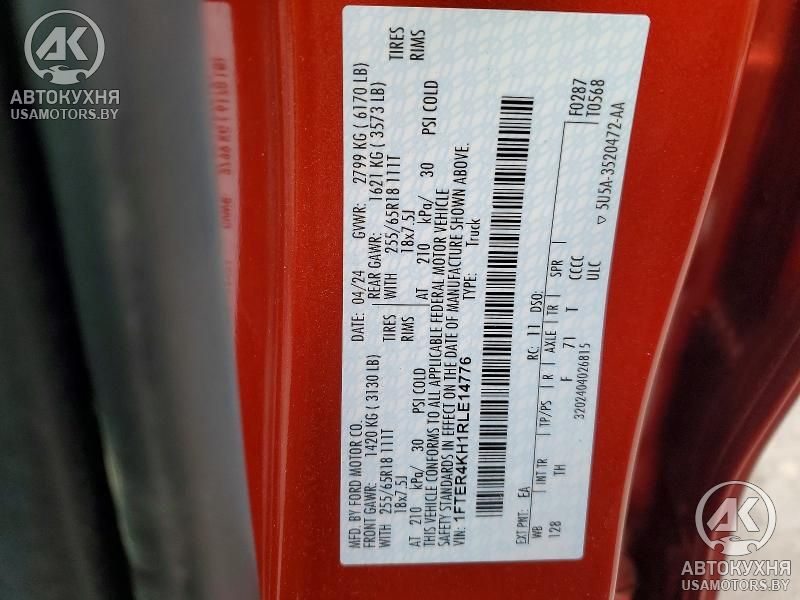 AK
АВТОКУХНЯ
USAMOTORS.BY
MFD. BY FORD MOTOR CO.
DATE: 04/24 GVWR: 2799 KG (6170 LB)
FRONT GAWR: 1420 KG (3130 LB) REAR GAWR: 1621 KG (3573 LB)
WITH 255/65R18 111T TIRES WITH 255/65R18 111T TIRES
18x7.5J RIMS 18x7.5J RIMS
AT 210 kPa/ 30 PSI COLD AT 210 kPa/ 30 PSI COLD
THIS VEHICLE CONFORMS TO ALL APPLICABLE FEDERAL MOTOR VEHICLE
SAFETY STANDARDS IN EFFECT ON THE DATE OF MANUFACTURE SHOWN ABOVE.
VIN: 1FTER4KH1RLE14776 TYPE: Truck
EXT.PNT: EA RC: 11 DSO: F0287
T0568
WB INT TR TP/PS R AXLE TR SPR
128 TH F 71 T CCCC
3202404026815 ULC
5U5A-3520472-AA
AK
АВТОКУХНЯ
USAMOTORS.BY